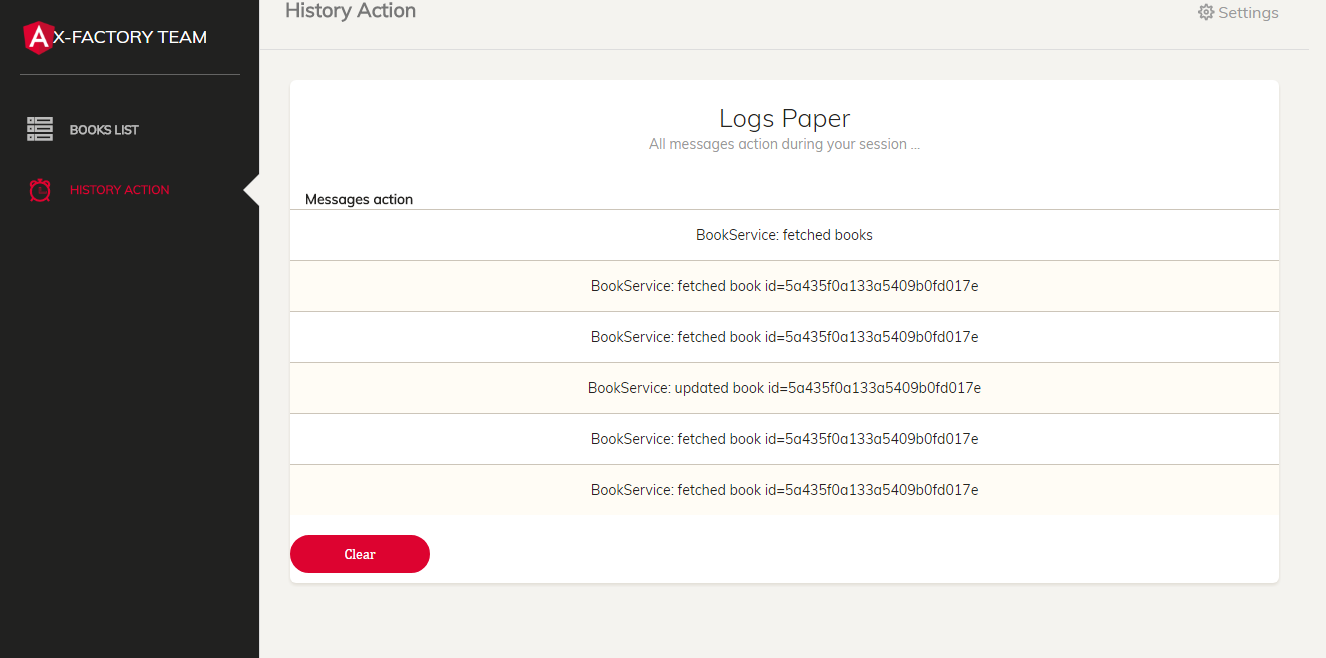 AX-FACTORY TEAM
BOOKS LIST
HISTORY ACTION
History Action
Settings
Logs Paper
All messages action during your session ...
Messages action
BookService: fetched books
BookService: fetched book id=5a435f0a133a5409b0fd017e
BookService: fetched book id=5a435f0a133a5409b0fd017e
BookService: updated book id=5a435f0a133a5409b0fd017e
BookService: fetched book id=5a435f0a133a5409b0fd017e
BookService: fetched book id=5a435f0a133a5409b0fd017e
Clear